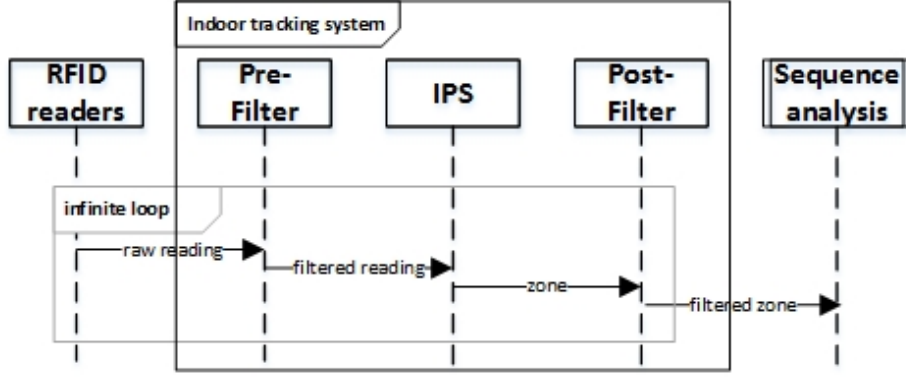 Indoor tracking system
RFID
readers
Pre-
Filter
IPS
Post-
Filter
Sequence
analysis
infinite loop
raw reading
filtered reading
zone
filtered zone